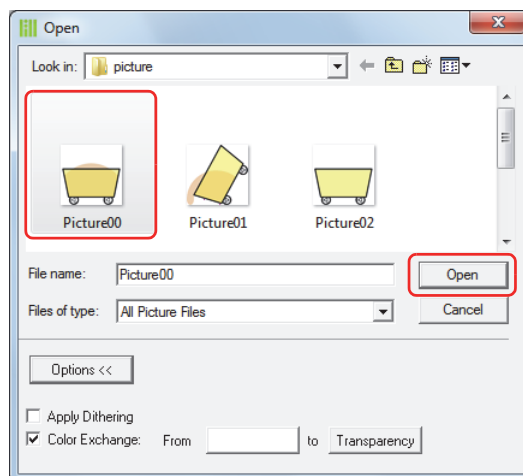 Open
Look in: picture
Picture00 Picture01 Picture02
File name: Picture00 Open
Files of type: All Picture Files Cancel
Options <<
Apply Dithering
Color Exchange: From to Transparency